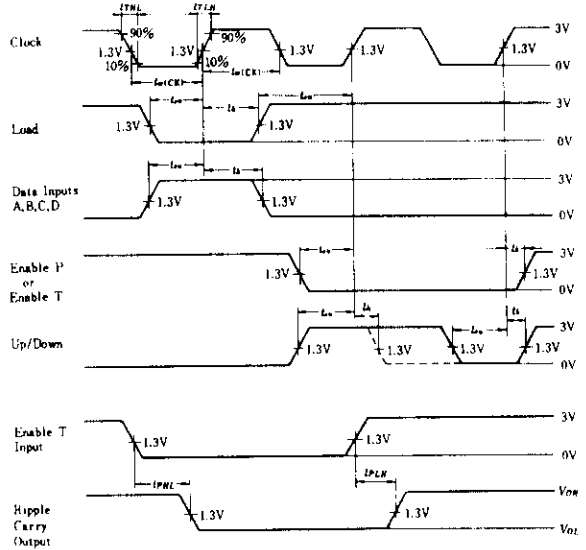 tTHL tTLH
Clock 90% 90% 3V
1.3V 1.3V 1.3V 1.3V 1.3V
10% 10% 0V
tw(CK) tw(CK)
tsu th tsu 3V
Load 1.3V 1.3V
0V
tsu th 3V
Data Inputs
A,B,C,D 1.3V 1.3V
0V
tsu th 3V
Enable P
or
Enable T 1.3V 1.3V
0V
tsu th tsu th 3V
Up/Down 1.3V 1.3V 1.3V 1.3V
0V
3V
Enable T
Input 1.3V 1.3V
0V
tPHL tPLH
VOH
Ripple
Carry
Output 1.3V 1.3V
VOL